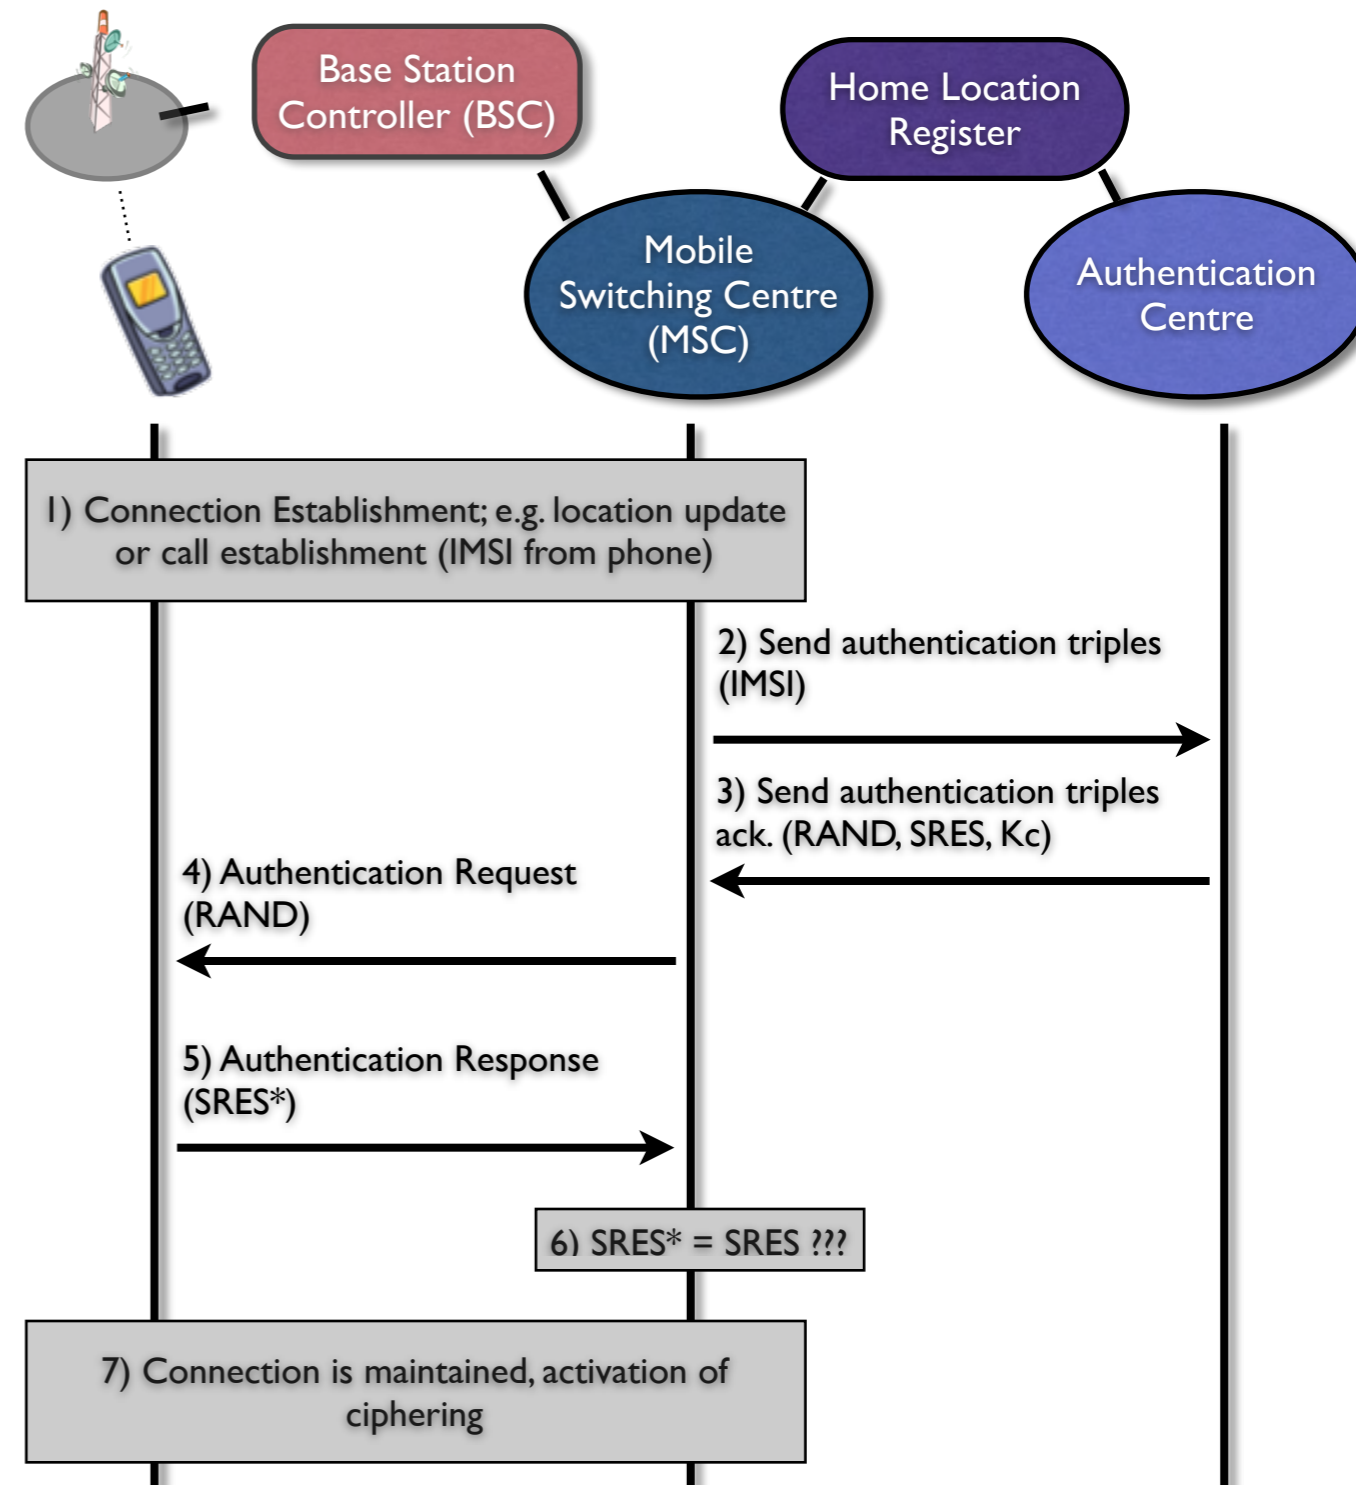 Base Station
Controller (BSC)
Home Location
Register
Mobile
Switching Centre
(MSC)
Authentication
Centre
1) Connection Establishment; e.g. location update
or call establishment (IMSI from phone)
2) Send authentication triples
(IMSI)
3) Send authentication triples
ack. (RAND, SRES, Kc)
4) Authentication Request
(RAND)
5) Authentication Response
(SRES*)
6) SRES* = SRES ???
7) Connection is maintained, activation of
ciphering